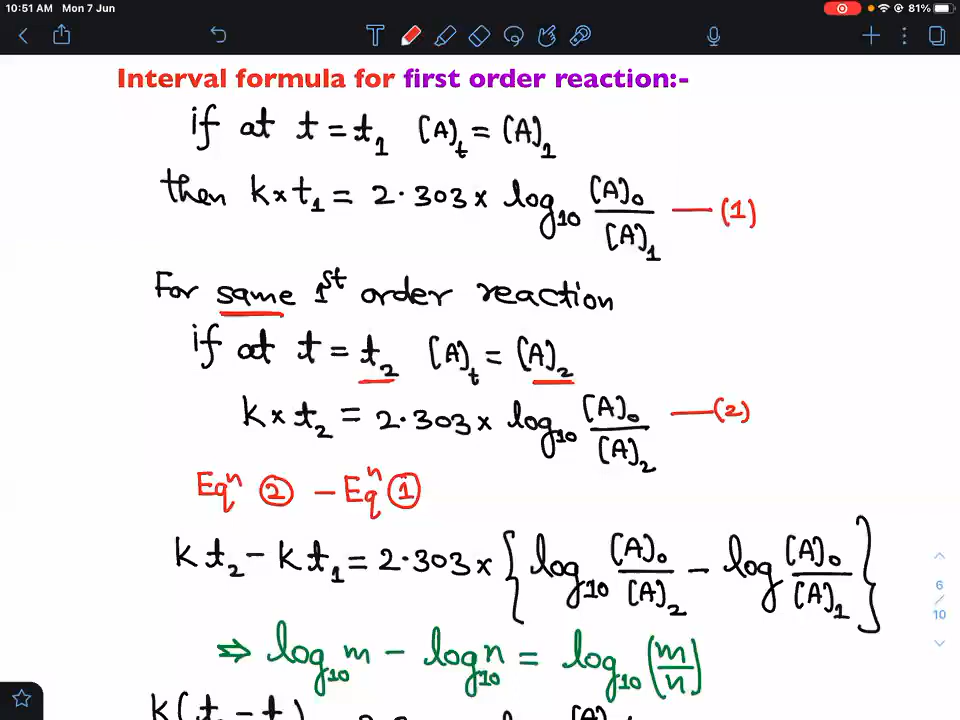 10:51 AM Mon 7 Jun 81%
Interval formula for first order reaction:-
if at t = t₁ [A]ₜ = [A]₁
then k × t₁ = 2.303 × log₁₀ [A]₀/[A]₁ —(1)
For same 1st order reaction
if at t = t₂ [A]ₜ = [A]₂
k × t₂ = 2.303 × log₁₀ [A]₀/[A]₂ —(2)
Eqⁿ ② - Eqⁿ ①
kt₂ - kt₁ = 2.303 × { log₁₀ [A]₀/[A]₂ - log [A]₀/[A]₁ }
6 / 10
⇒ log₁₀ m - log₁₀ n = log₁₀ (m/n)
k(t₂ - t